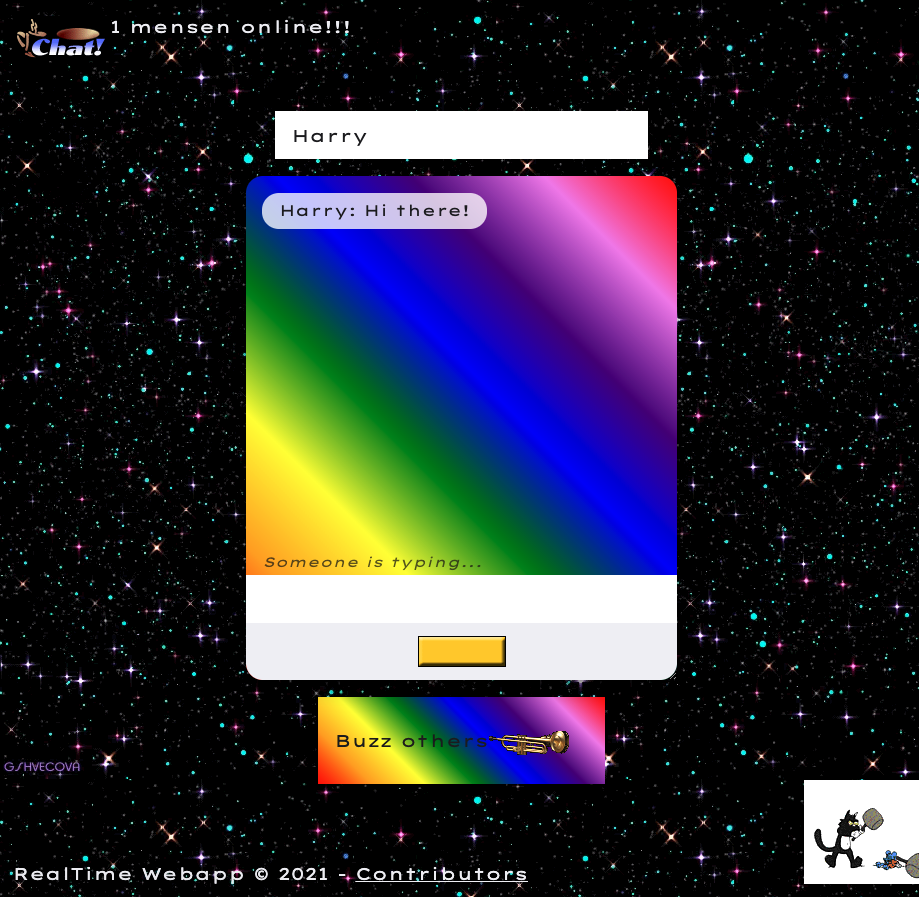 1 mensen online!!!
Chat!
Harry
Harry: Hi there!
Someone is typing...
Buzz others
GSHVECOVA
RealTime Webapp © 2021 - Contributors